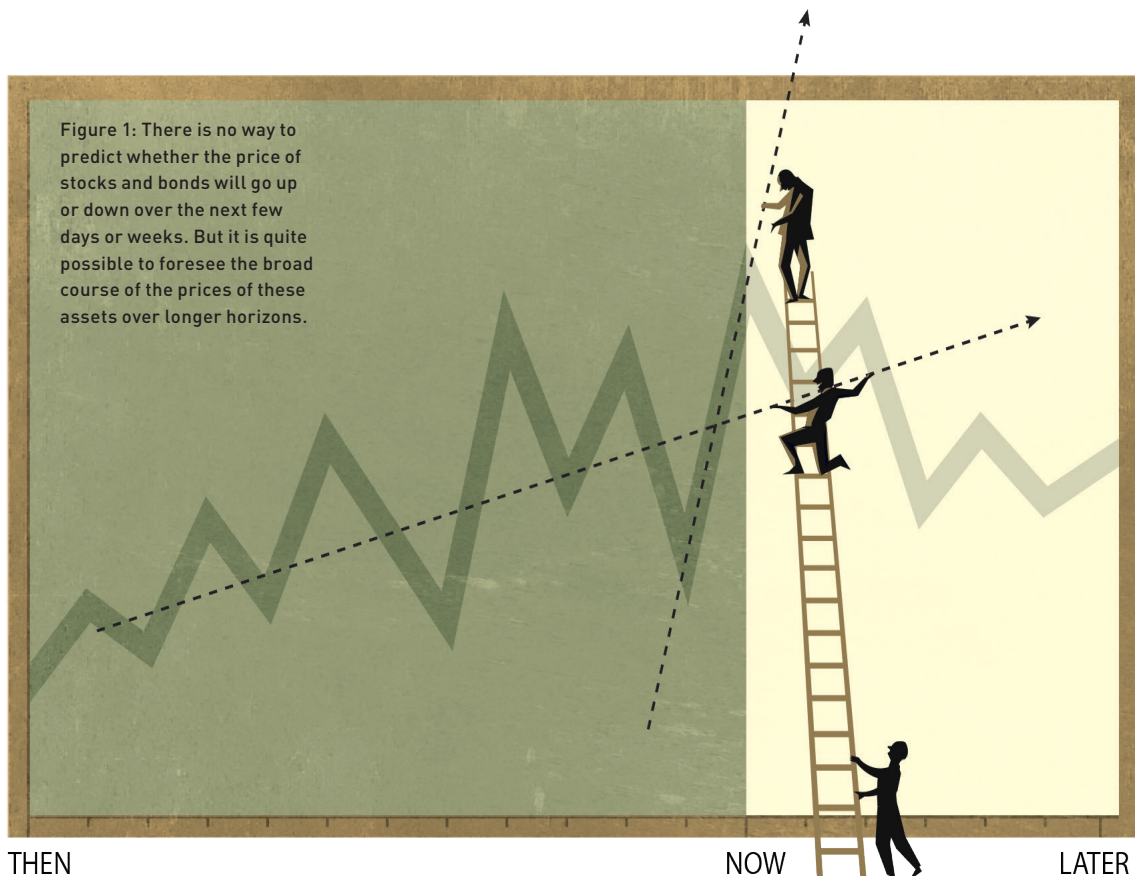 Figure 1: There is no way to
predict whether the price of
stocks and bonds will go up
or down over the next few
days or weeks. But it is quite
possible to foresee the broad
course of the prices of these
assets over longer horizons.
THEN
NOW
LATER